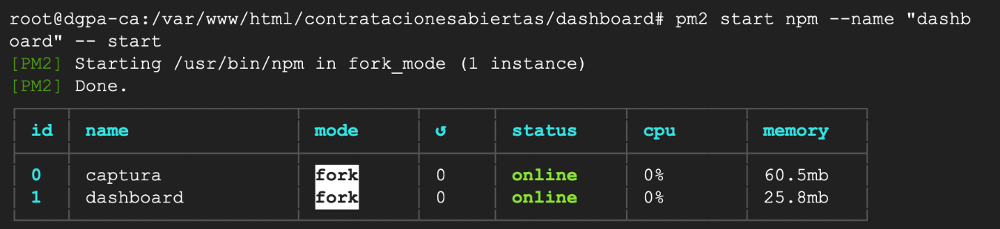 root@dgpa-ca:/var/www/html/contratacionesabiertas/dashboard# pm2 start npm --name "dashb
oard" -- start
[PM2] Starting /usr/bin/npm in fork_mode (1 instance)
[PM2] Done.
id name mode ↺ status cpu memory
0 captura fork 0 online 0% 60.5mb
1 dashboard fork 0 online 0% 25.8mb